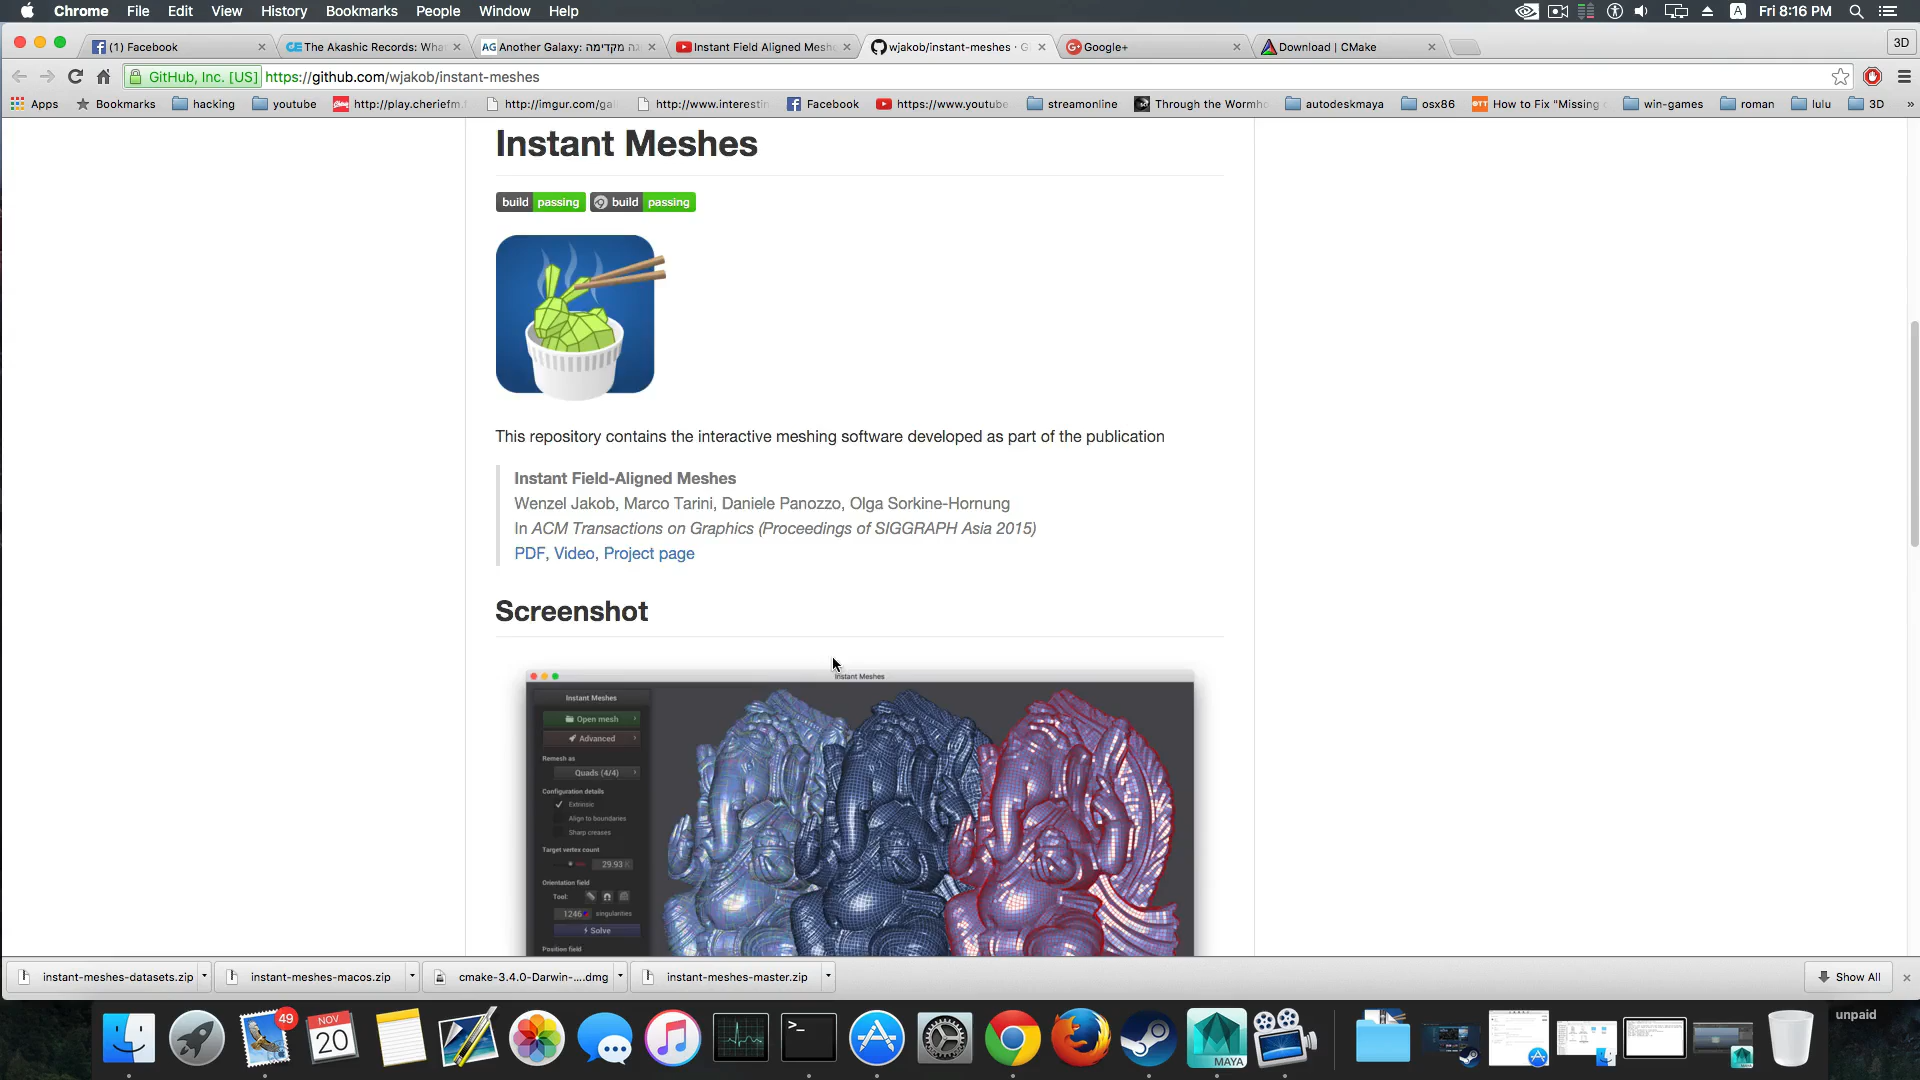 Chrome File Edit View History Bookmarks People Window Help
A Fri 8:16 PM
(1) Facebook
CE The Akashic Records: Wha
AG Another Galaxy: גה מקדימה
Instant Field Aligned Mesh
wjakob/instant-meshes · G
G+ Google+
Download | CMake
3D
GitHub, Inc. [US] https://github.com/wjakob/instant-meshes
Apps Bookmarks hacking youtube http://play.cheriefm.f http://imgur.com/gal http://www.interestin Facebook https://www.youtube streamonline Through the Wormh autodeskmaya osx86 OTT How to Fix "Missing win-games roman lulu 3D »
Instant Meshes
build passing build passing
This repository contains the interactive meshing software developed as part of the publication
Instant Field-Aligned Meshes
Wenzel Jakob, Marco Tarini, Daniele Panozzo, Olga Sorkine-Hornung
In ACM Transactions on Graphics (Proceedings of SIGGRAPH Asia 2015)
PDF, Video, Project page
Screenshot
Instant Meshes
Instant Meshes
Open mesh
Advanced
Remesh as
Quads (4/4)
Configuration details
Extrinsic
Align to boundaries
Sharp creases
Target vertex count
29.93 K
Orientation field
Tool:
1246 singularities
Solve
Position field
instant-meshes-datasets.zip
instant-meshes-macos.zip
cmake-3.4.0-Darwin-....dmg
instant-meshes-master.zip
Show All
49
NOV
20
>_
MAYA
unpaid